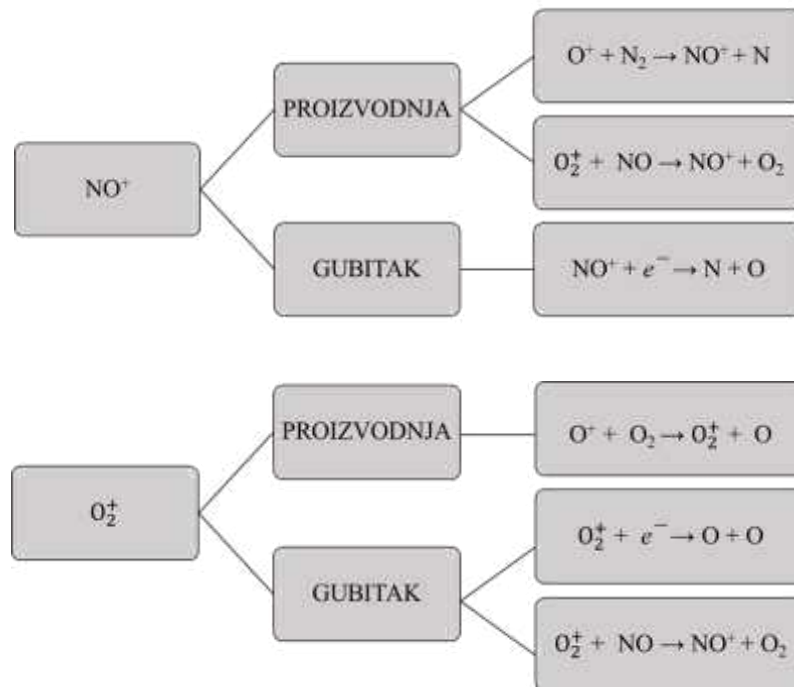 O⁺ + N₂ → NO⁺ + N
PROIZVODNJA
O₂⁺ + NO → NO⁺ + O₂
NO⁺
GUBITAK
NO⁺ + e⁻ → N + O
PROIZVODNJA
O⁺ + O₂ → O₂⁺ + O
O₂⁺
O₂⁺ + e⁻ → O + O
GUBITAK
O₂⁺ + NO → NO⁺ + O₂